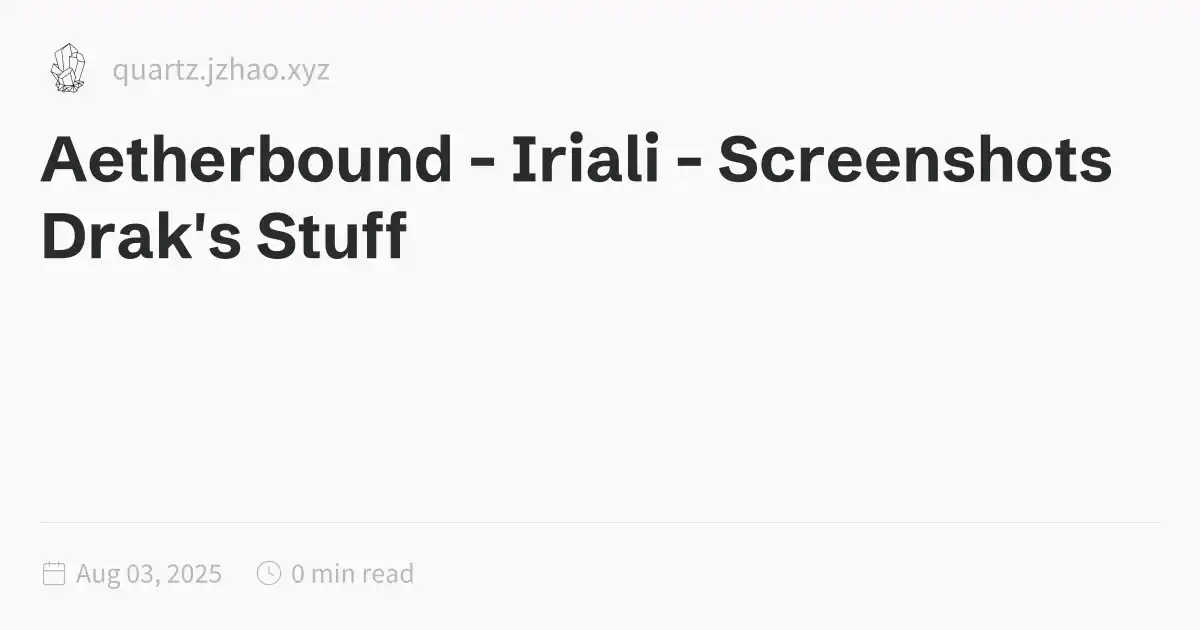 quartz.jzhao.xyz
Aetherbound - Iriali - Screenshots
Drak's Stuff
Aug 03, 2025
0 min read